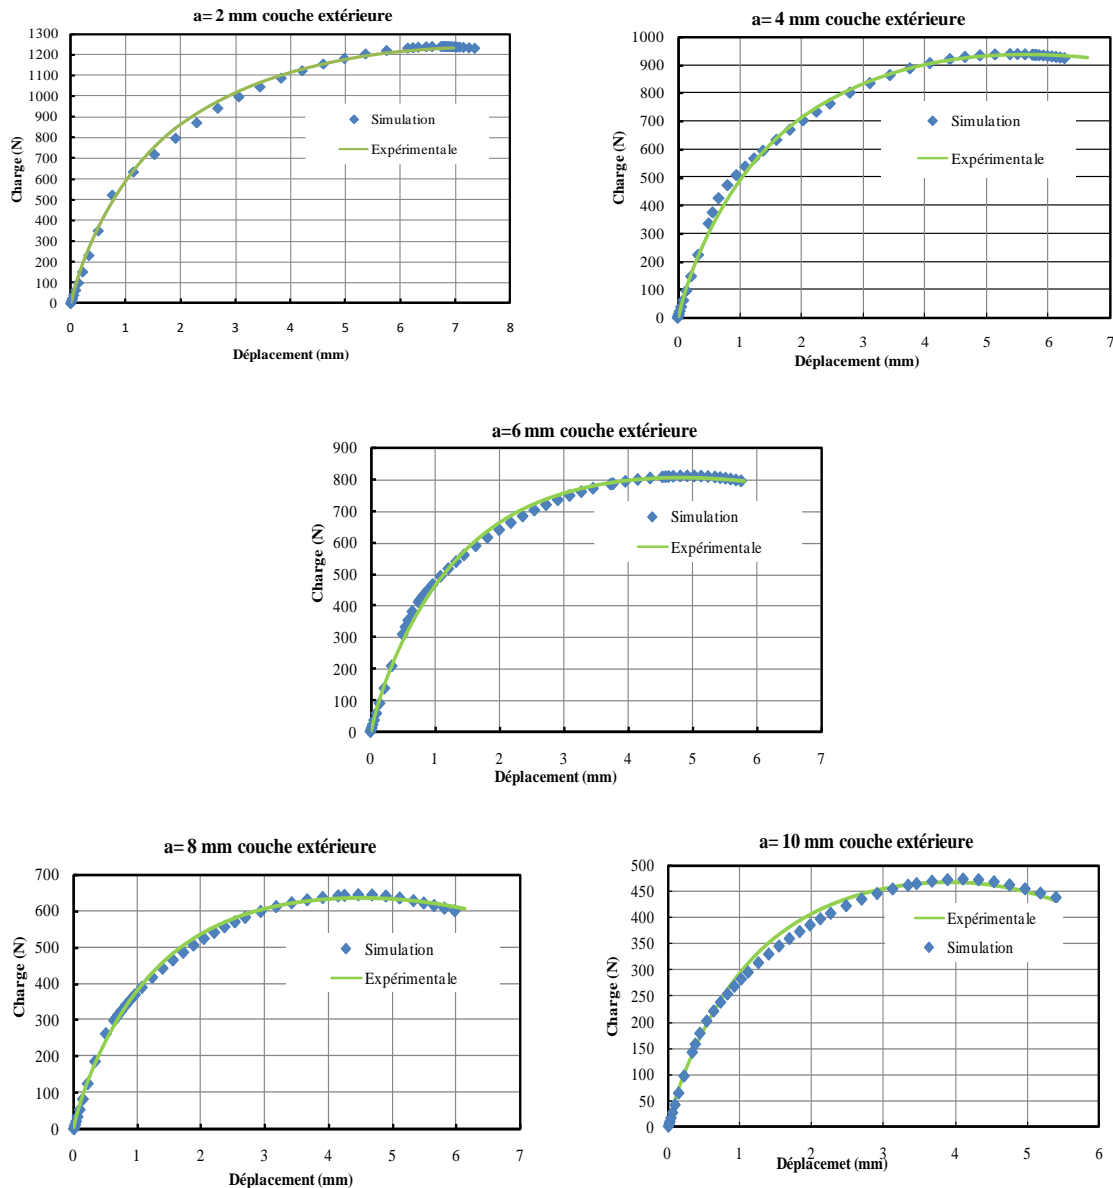 a= 2 mm couche extérieure
1300
1200
1100
1000
900
800
700
600
500
400
300
200
100
0
Charge (N)
Simulation
Expérimentale
0 1 2 3 4 5 6 7 8
Déplacement (mm)
a= 4 mm couche extérieure
1000
900
800
700
600
500
400
300
200
100
0
Charge (N)
Simulation
Expérimentale
0 1 2 3 4 5 6 7
Déplacement (mm)
a=6 mm couche extérieure
900
800
700
600
500
400
300
200
100
0
Charge (N)
Simulation
Expérimentale
0 1 2 3 4 5 6 7
Déplacement (mm)
a= 8 mm couche extérieure
700
600
500
400
300
200
100
0
Charge (N)
Simulation
Expérimentale
0 1 2 3 4 5 6 7
Déplacement (mm)
a= 10 mm couche extérieure
500
450
400
350
300
250
200
150
100
50
0
Charge (N)
Expérimentale
Simulation
0 1 2 3 4 5 6
Déplacemet (mm)